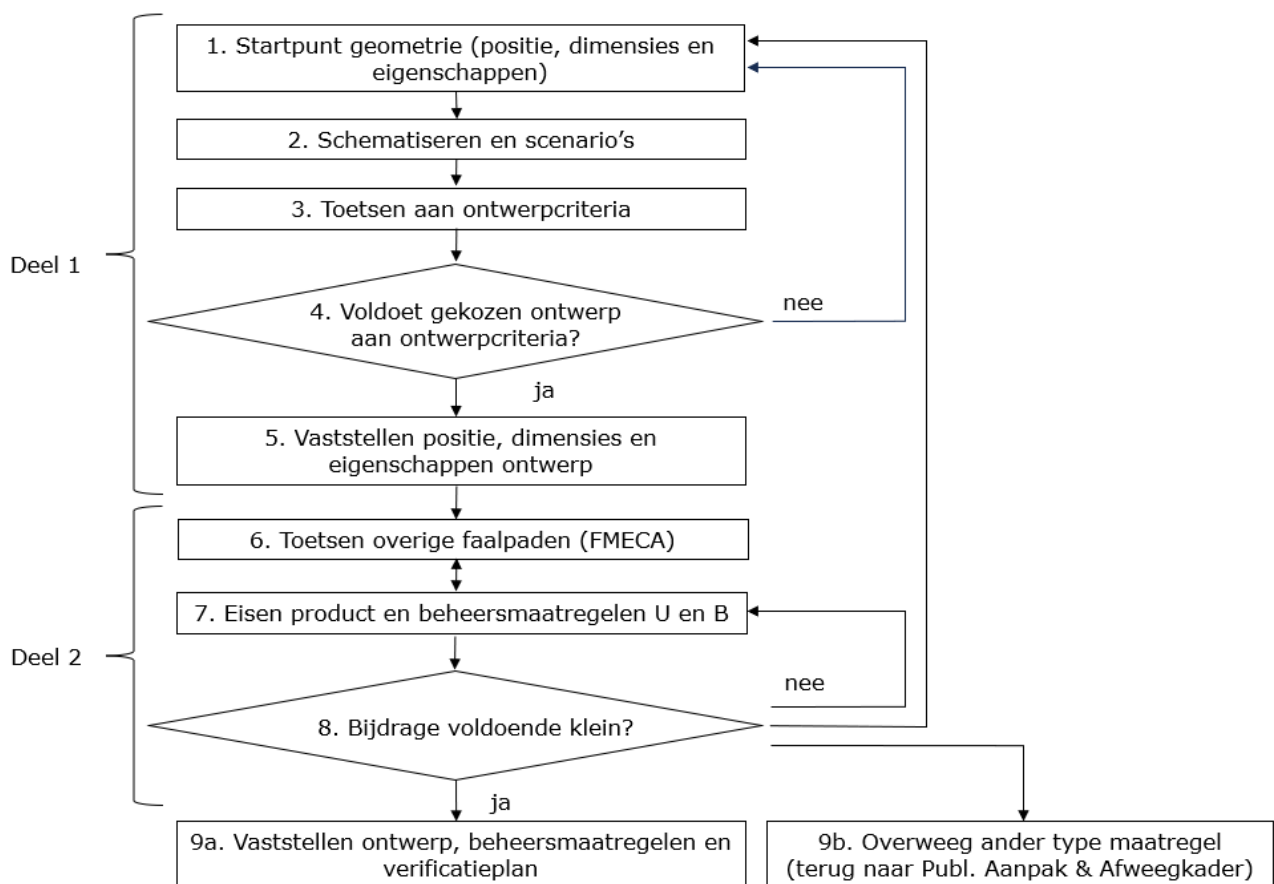 1. Startpunt geometrie (positie, dimensies en
eigenschappen)
2. Schematiseren en scenario's
3. Toetsen aan ontwerpcriteria
Deel 1
4. Voldoet gekozen ontwerp
aan ontwerpcriteria?
nee
ja
5. Vaststellen positie, dimensies en
eigenschappen ontwerp
6. Toetsen overige faalpaden (FMECA)
7. Eisen product en beheersmaatregelen U en B
Deel 2
nee
8. Bijdrage voldoende klein?
ja
9a. Vaststellen ontwerp, beheersmaatregelen en
verificatieplan
9b. Overweeg ander type maatregel
(terug naar Publ. Aanpak & Afweegkader)